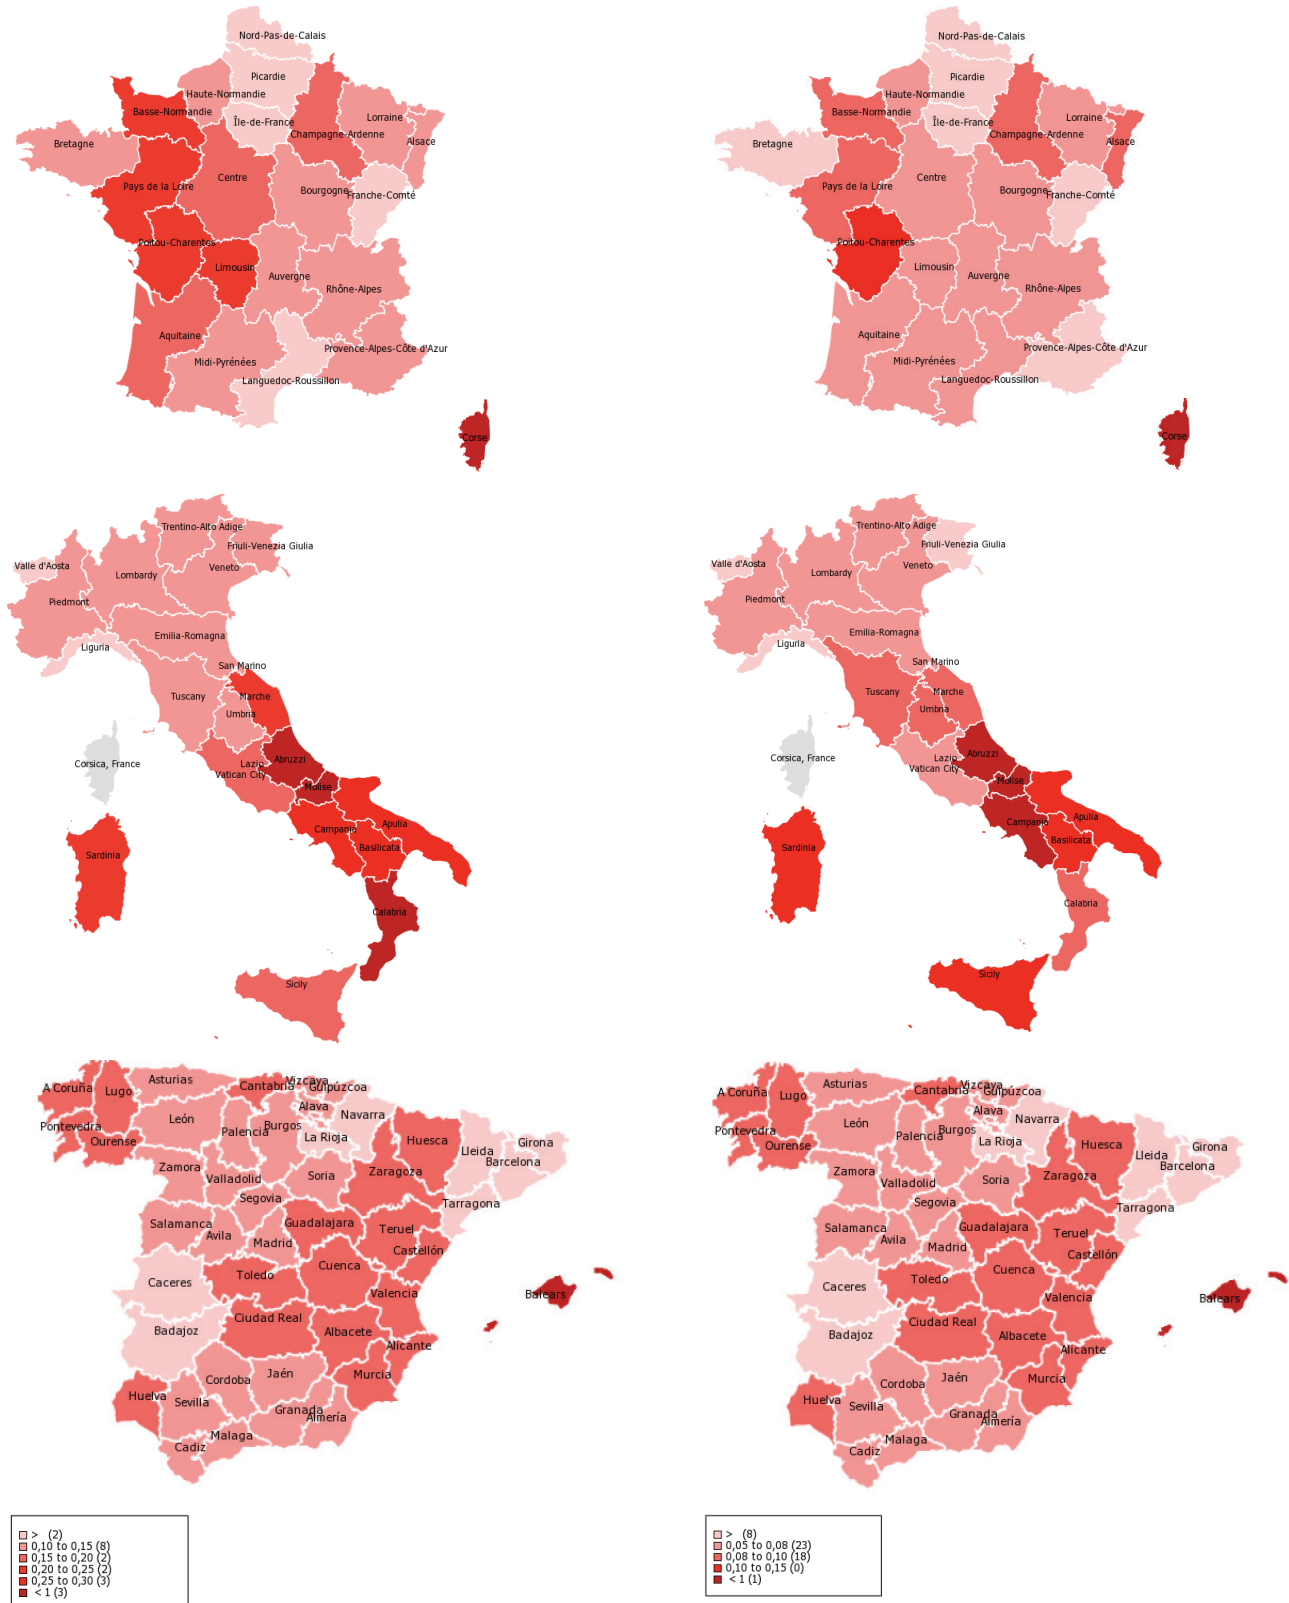 Nord-Pas-de-Calais
Picardie
Haute-Normandie
Basse-Normandie
Île-de-France
Lorraine
Champagne-Ardenne
Alsace
Bretagne
Centre
Pays de la Loire
Bourgogne
Franche-Comté
Poitou-Charentes
Limousin
Auvergne
Rhône-Alpes
Aquitaine
Provence-Alpes-Côte d'Azur
Midi-Pyrénées
Languedoc-Roussillon
Corse
Nord-Pas-de-Calais
Picardie
Haute-Normandie
Basse-Normandie
Île-de-France
Lorraine
Champagne-Ardenne
Alsace
Bretagne
Centre
Pays de la Loire
Bourgogne
Franche-Comté
Poitou-Charentes
Limousin
Auvergne
Rhône-Alpes
Aquitaine
Provence-Alpes-Côte d'Azur
Midi-Pyrénées
Languedoc-Roussillon
Corse
Trentino-Alto Adige
Friuli-Venezia Giulia
Valle d'Aosta
Veneto
Lombardy
Piedmont
Emilia-Romagna
Liguria
San Marino
Tuscany
Marche
Umbria
Abruzzi
Lazio
Corsica, France
Vatican City
Molise
Apulia
Campania
Basilicata
Sardinia
Calabria
Sicily
Trentino-Alto Adige
Friuli-Venezia Giulia
Valle d'Aosta
Veneto
Lombardy
Piedmont
Emilia-Romagna
Liguria
San Marino
Tuscany
Marche
Umbria
Abruzzi
Lazio
Corsica, France
Vatican City
Molise
Apulia
Campania
Basilicata
Sardinia
Calabria
Sicily
Asturias
Vizcaya
Cantabria
Guipúzcoa
A Coruña
Lugo
Alava
Navarra
León
Pontevedra
Burgos
Palencia
La Rioja
Ourense
Huesca
Girona
Lleida
Barcelona
Zamora
Zaragoza
Soria
Valladolid
Segovia
Tarragona
Salamanca
Guadalajara
Teruel
Avila
Madrid
Castellón
Cuenca
Toledo
Caceres
Valencia
Balears
Ciudad Real
Badajoz
Albacete
Alicante
Jaén
Murcia
Cordoba
Huelva
Sevilla
Granada
Almería
Malaga
Cadiz
Asturias
Vizcaya
Cantabria
Guipúzcoa
A Coruña
Lugo
Alava
Navarra
León
Pontevedra
Burgos
Palencia
La Rioja
Ourense
Huesca
Girona
Lleida
Barcelona
Zamora
Zaragoza
Soria
Valladolid
Segovia
Tarragona
Salamanca
Guadalajara
Teruel
Avila
Madrid
Castellón
Cuenca
Toledo
Caceres
Valencia
Balears
Ciudad Real
Badajoz
Albacete
Alicante
Jaén
Murcia
Cordoba
Huelva
Sevilla
Granada
Almería
Malaga
Cadiz
> (2)
0,10 to 0,15 (8)
0,15 to 0,20 (2)
0,20 to 0,25 (2)
0,25 to 0,30 (3)
< 1 (3)
> (8)
0,05 to 0,08 (23)
0,08 to 0,10 (18)
0,10 to 0,15 (0)
< 1 (1)